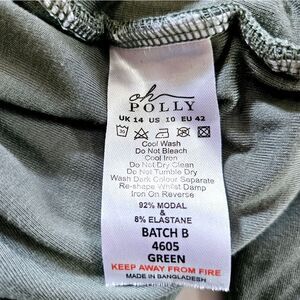 oh
POLLY
UK 14 US 10 EU 42
30
Cool Wash
Do Not Bleach
Cool Iron
Do Not Dry Clean
Do Not Tumble Dry
Wash Dark Colour Separate
Re-shape Whilst Damp
Iron On Reverse
92% MODAL
&
8% ELASTANE
BATCH B
4605
GREEN
KEEP AWAY FROM FIRE
MADE IN BANGLADESH